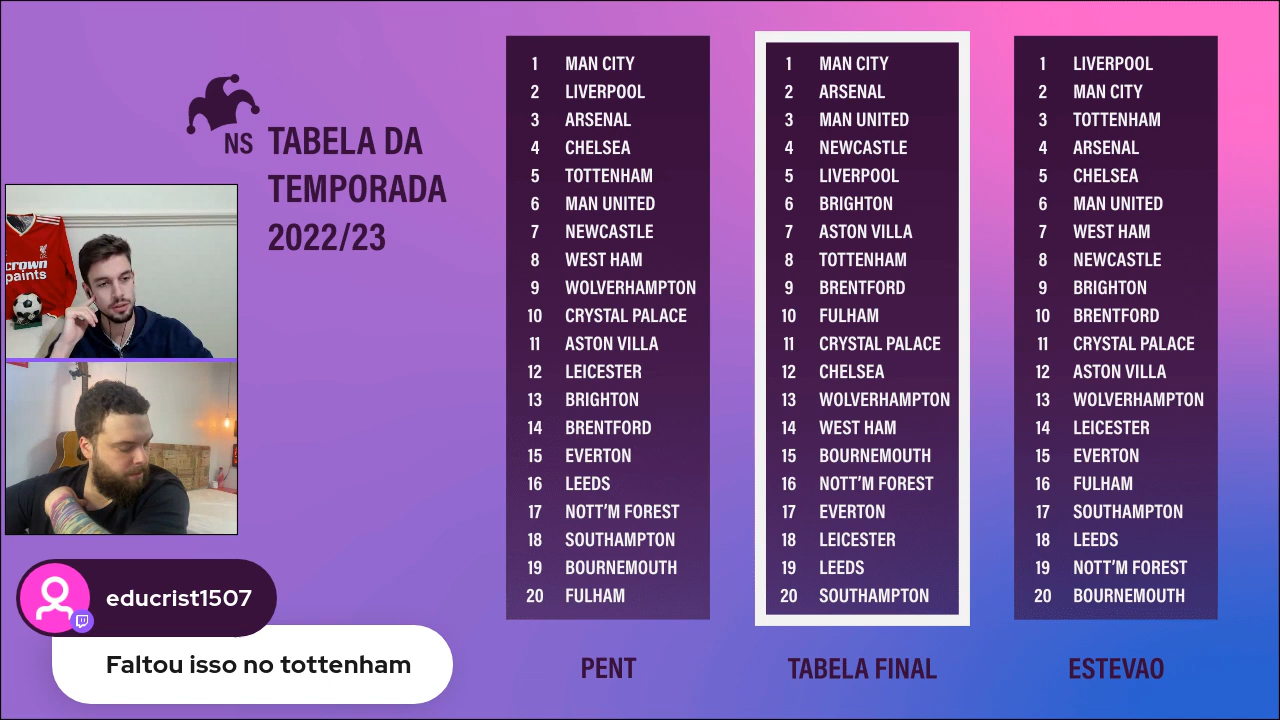 NS
TABELA DA
TEMPORADA
2022/23
crown
paints
educrist1507
Faltou isso no tottenham
1 MAN CITY
2 LIVERPOOL
3 ARSENAL
4 CHELSEA
5 TOTTENHAM
6 MAN UNITED
7 NEWCASTLE
8 WEST HAM
9 WOLVERHAMPTON
10 CRYSTAL PALACE
11 ASTON VILLA
12 LEICESTER
13 BRIGHTON
14 BRENTFORD
15 EVERTON
16 LEEDS
17 NOTT'M FOREST
18 SOUTHAMPTON
19 BOURNEMOUTH
20 FULHAM
PENT
1 MAN CITY
2 ARSENAL
3 MAN UNITED
4 NEWCASTLE
5 LIVERPOOL
6 BRIGHTON
7 ASTON VILLA
8 TOTTENHAM
9 BRENTFORD
10 FULHAM
11 CRYSTAL PALACE
12 CHELSEA
13 WOLVERHAMPTON
14 WEST HAM
15 BOURNEMOUTH
16 NOTT'M FOREST
17 EVERTON
18 LEICESTER
19 LEEDS
20 SOUTHAMPTON
TABELA FINAL
1 LIVERPOOL
2 MAN CITY
3 TOTTENHAM
4 ARSENAL
5 CHELSEA
6 MAN UNITED
7 WEST HAM
8 NEWCASTLE
9 BRIGHTON
10 BRENTFORD
11 CRYSTAL PALACE
12 ASTON VILLA
13 WOLVERHAMPTON
14 LEICESTER
15 EVERTON
16 FULHAM
17 SOUTHAMPTON
18 LEEDS
19 NOTT'M FOREST
20 BOURNEMOUTH
ESTEVAO